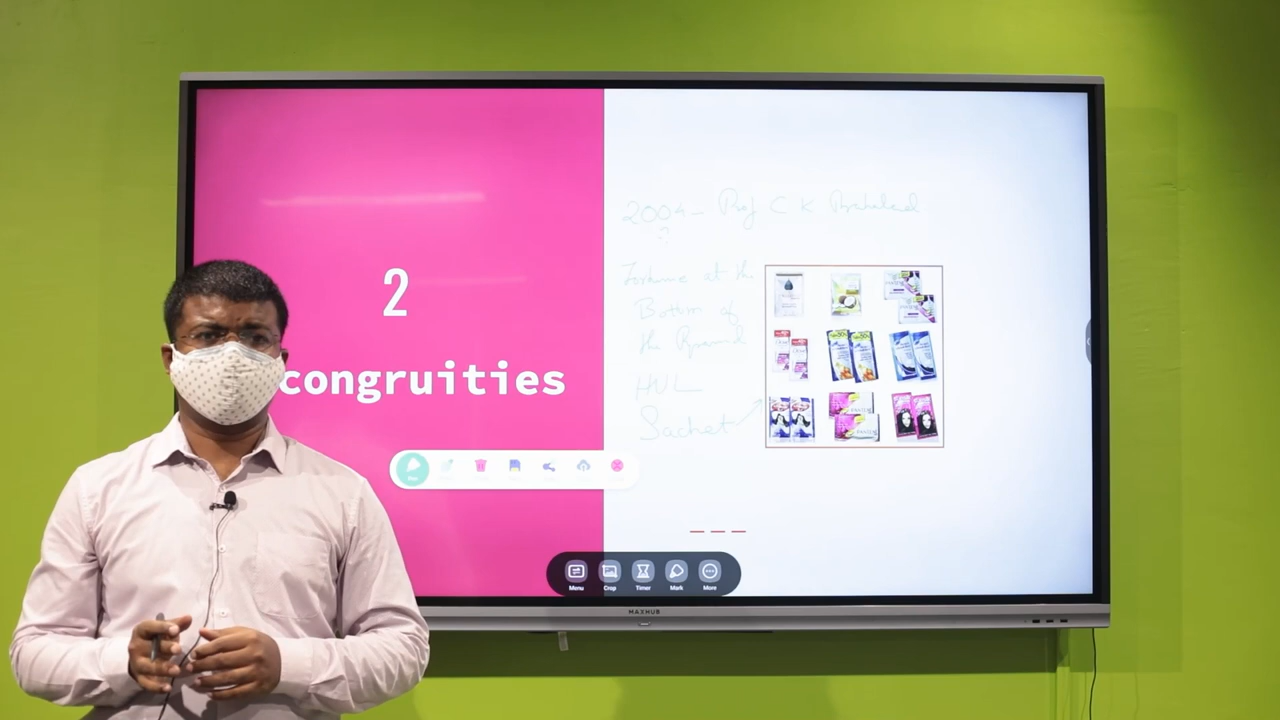 2
congruities
2004 - Prof C K Prahalad
?
Fortune at the
Bottom of
the Pyramid
HUL
Sachet
Menu
Crop
Timer
Mark
More
MAXHUB